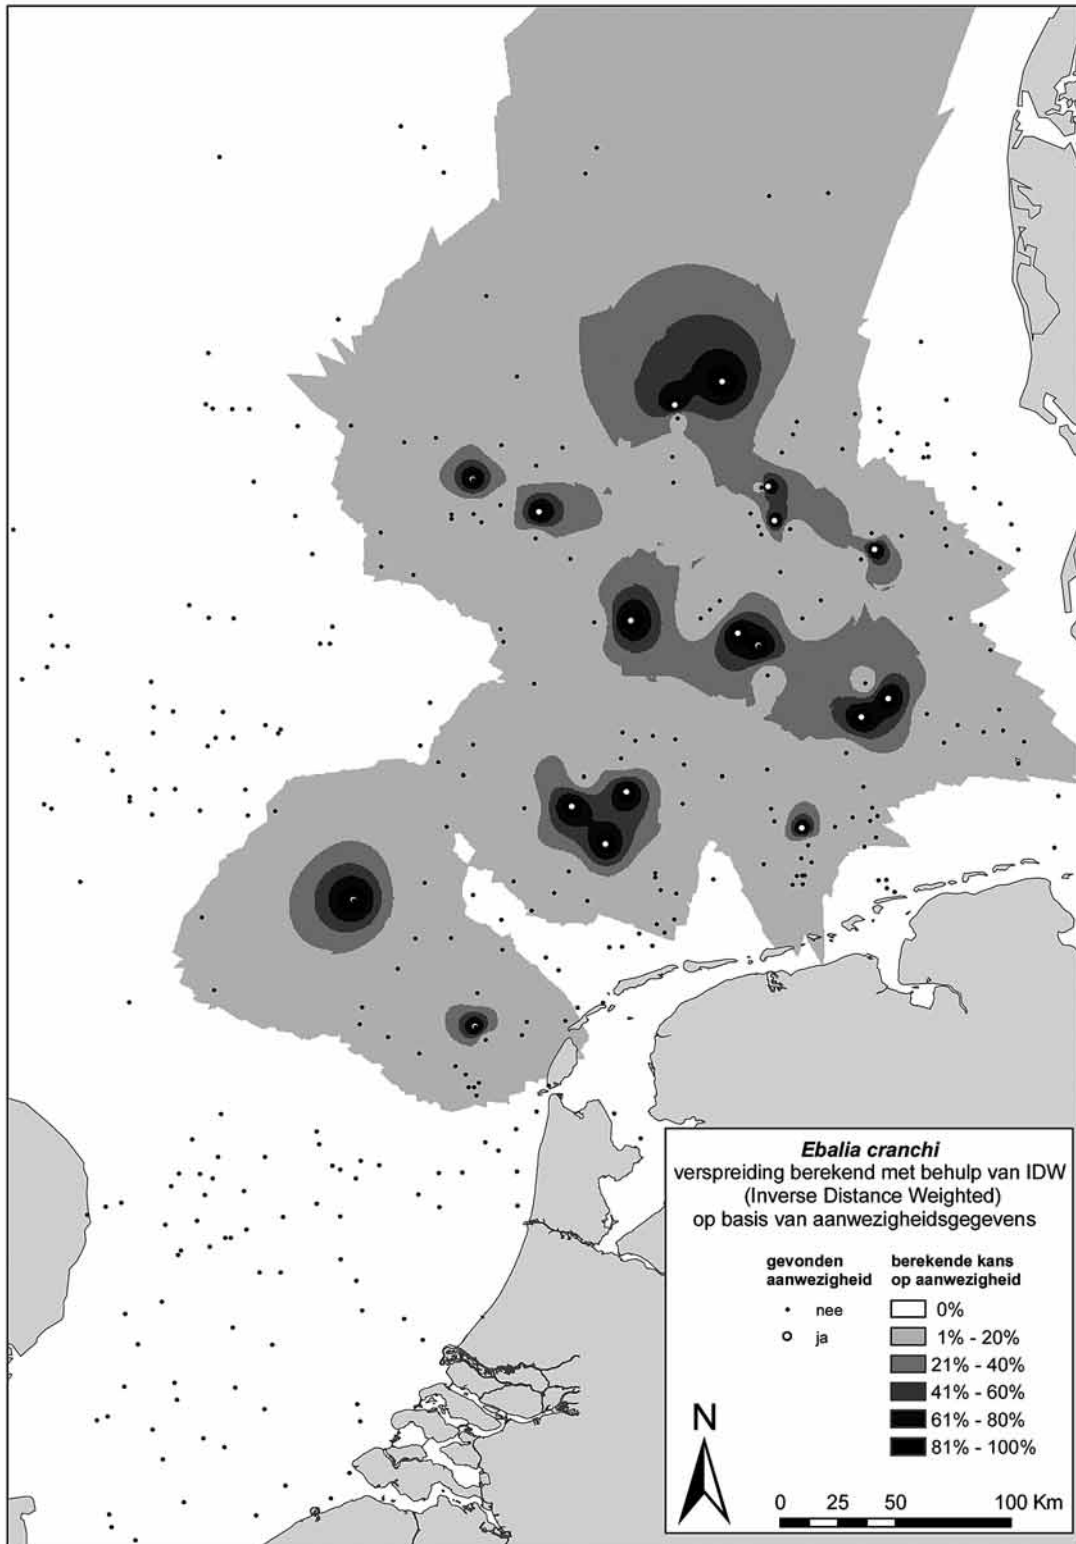 Ebalia cranchi
verspreiding berekend met behulp van IDW
(Inverse Distance Weighted)
op basis van aanwezigheidsgegevens
gevonden
aanwezigheid
nee
ja
berekende kans
op aanwezigheid
0%
1% - 20%
21% - 40%
41% - 60%
61% - 80%
81% - 100%
N
0 25 50 100 Km